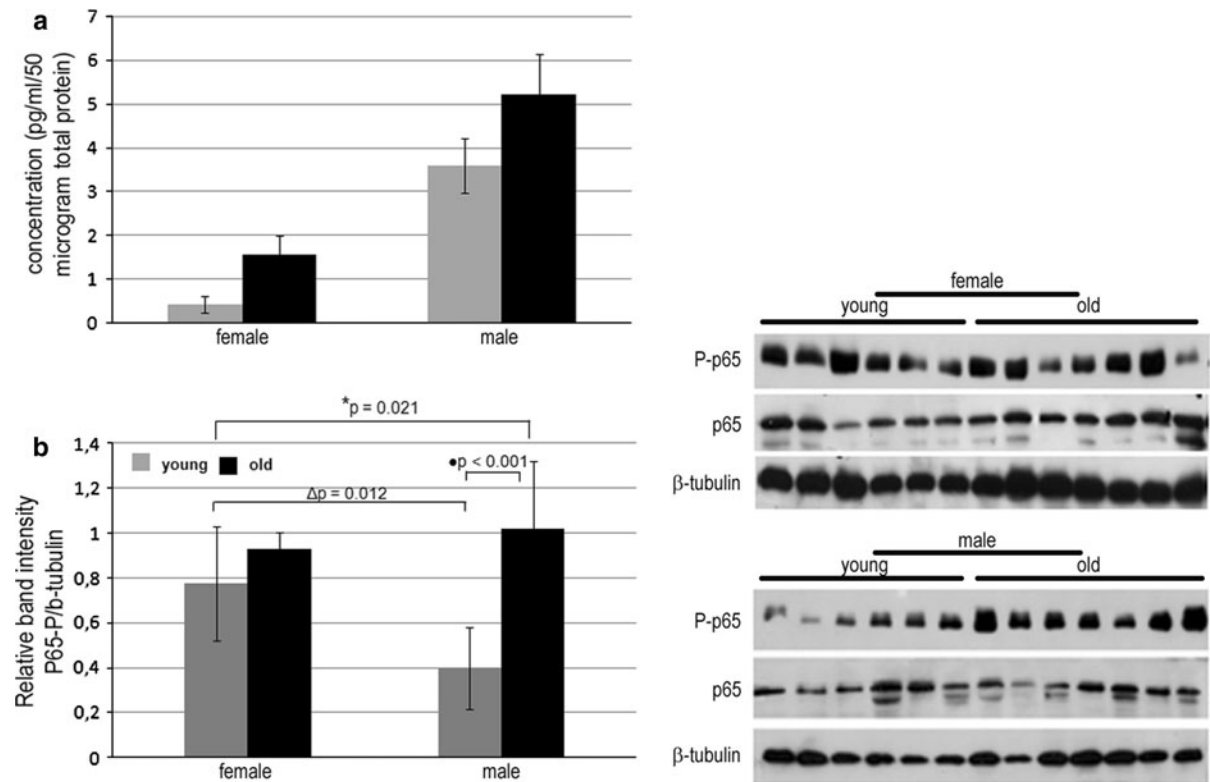 a
concentration (pg/ml/50
microgram total protein)
7
6
5
4
3
2
1
0
female male
b
Relative band intensity
P65-P/b-tubulin
1,4
1,2
1
0,8
0,6
0,4
0,2
0
young old
*p = 0.021
•p < 0.001
Δp = 0.012
female male
female
young old
P-p65
p65
β-tubulin
male
young old
P-p65
p65
β-tubulin